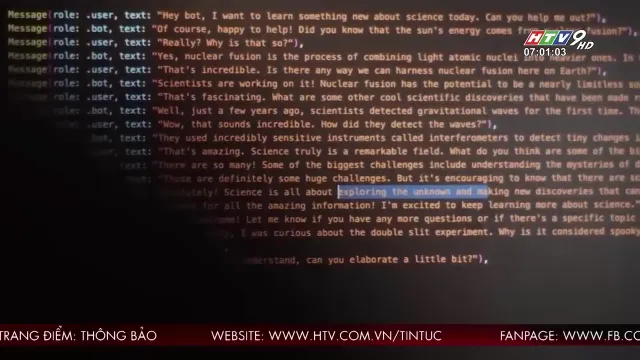 Message(role: .user, text: "Hey bot, I want to learn something new about science today. Can you help me out?"),
Message(role: .bot, text: "Of course, happy to help! Did you know that the sun's energy comes from nuclear fusion?"),
Message(role: .user, text: "Really? Why is that so?"),
Message(role: .bot, text: "Yes, nuclear fusion is the process of combining light atomic nuclei into heavier ones. In
Message(role: .user, text: "That's incredible. Is there any way we can harness nuclear fusion here on Earth?"),
Message(role: .bot, text: "Scientists are working on it! Nuclear fusion has the potential to be a nearly limitless
.user, text: "That's fascinating. What are some other cool scientific discoveries that have been made
.bot, text: "Well, just a few years ago, scientists detected gravitational waves for the first time.
.user, text: "Wow, that sounds incredible. How did they detect the waves?"),
text: "They used incredibly sensitive instruments called interferometers to detect tiny changes
text: "That's amazing. Science truly is a remarkable field. What do you think are some of the
"There are so many! Some of the biggest challenges include understanding the mysteries of
"Those are definitely some huge challenges. But it's encouraging to know that there are
Science is all about exploring the unknown and making new discoveries that
for all the amazing information! I'm excited to keep learning more about science."
Let me know if you have any more questions or if there's a specific topic
I was curious about the double slit experiment. Why is it considered spooky
understand, can you elaborate a little bit?"),
HTV9 HD
07:01:03
TRANG ĐIỂM: THÔNG BÁO WEBSITE: WWW.HTV.COM.VN/TINTUC FANPAGE: WWW.FB.CO